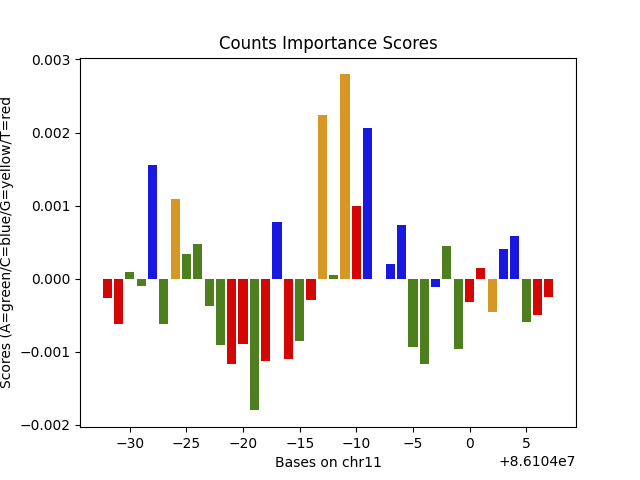 Counts Importance Scores
Scores (A=green/C=blue/G=yellow/T=red
0.003
0.002
0.001
0.000
−0.001
−0.002
−30 −25 −20 −15 −10 −5 0 5
+8.6104e7
Bases on chr11